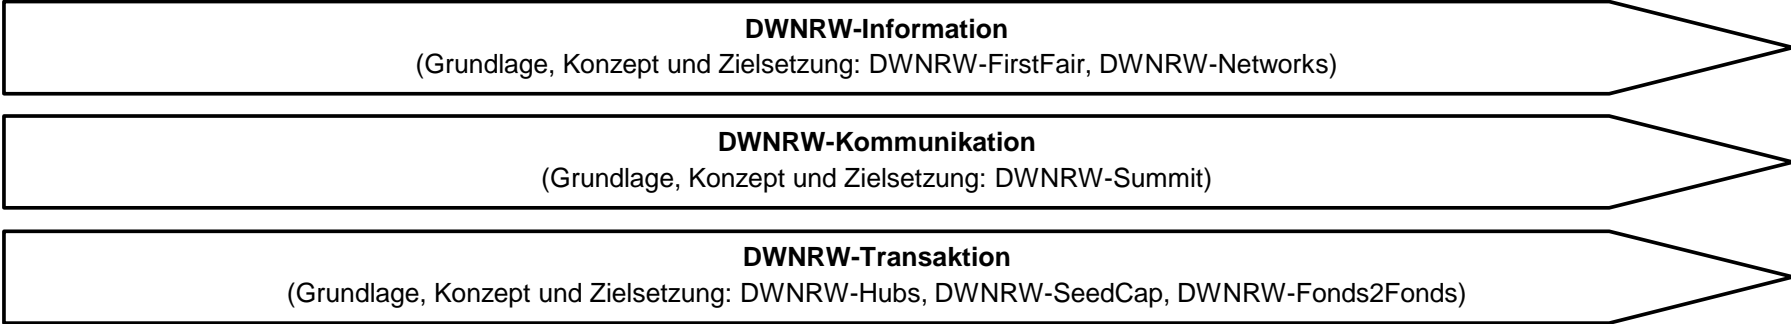 DWNRW-Information
(Grundlage, Konzept und Zielsetzung: DWNRW-FirstFair, DWNRW-Networks)
DWNRW-Kommunikation
(Grundlage, Konzept und Zielsetzung: DWNRW-Summit)
DWNRW-Transaktion
(Grundlage, Konzept und Zielsetzung: DWNRW-Hubs, DWNRW-SeedCap, DWNRW-Fonds2Fonds)